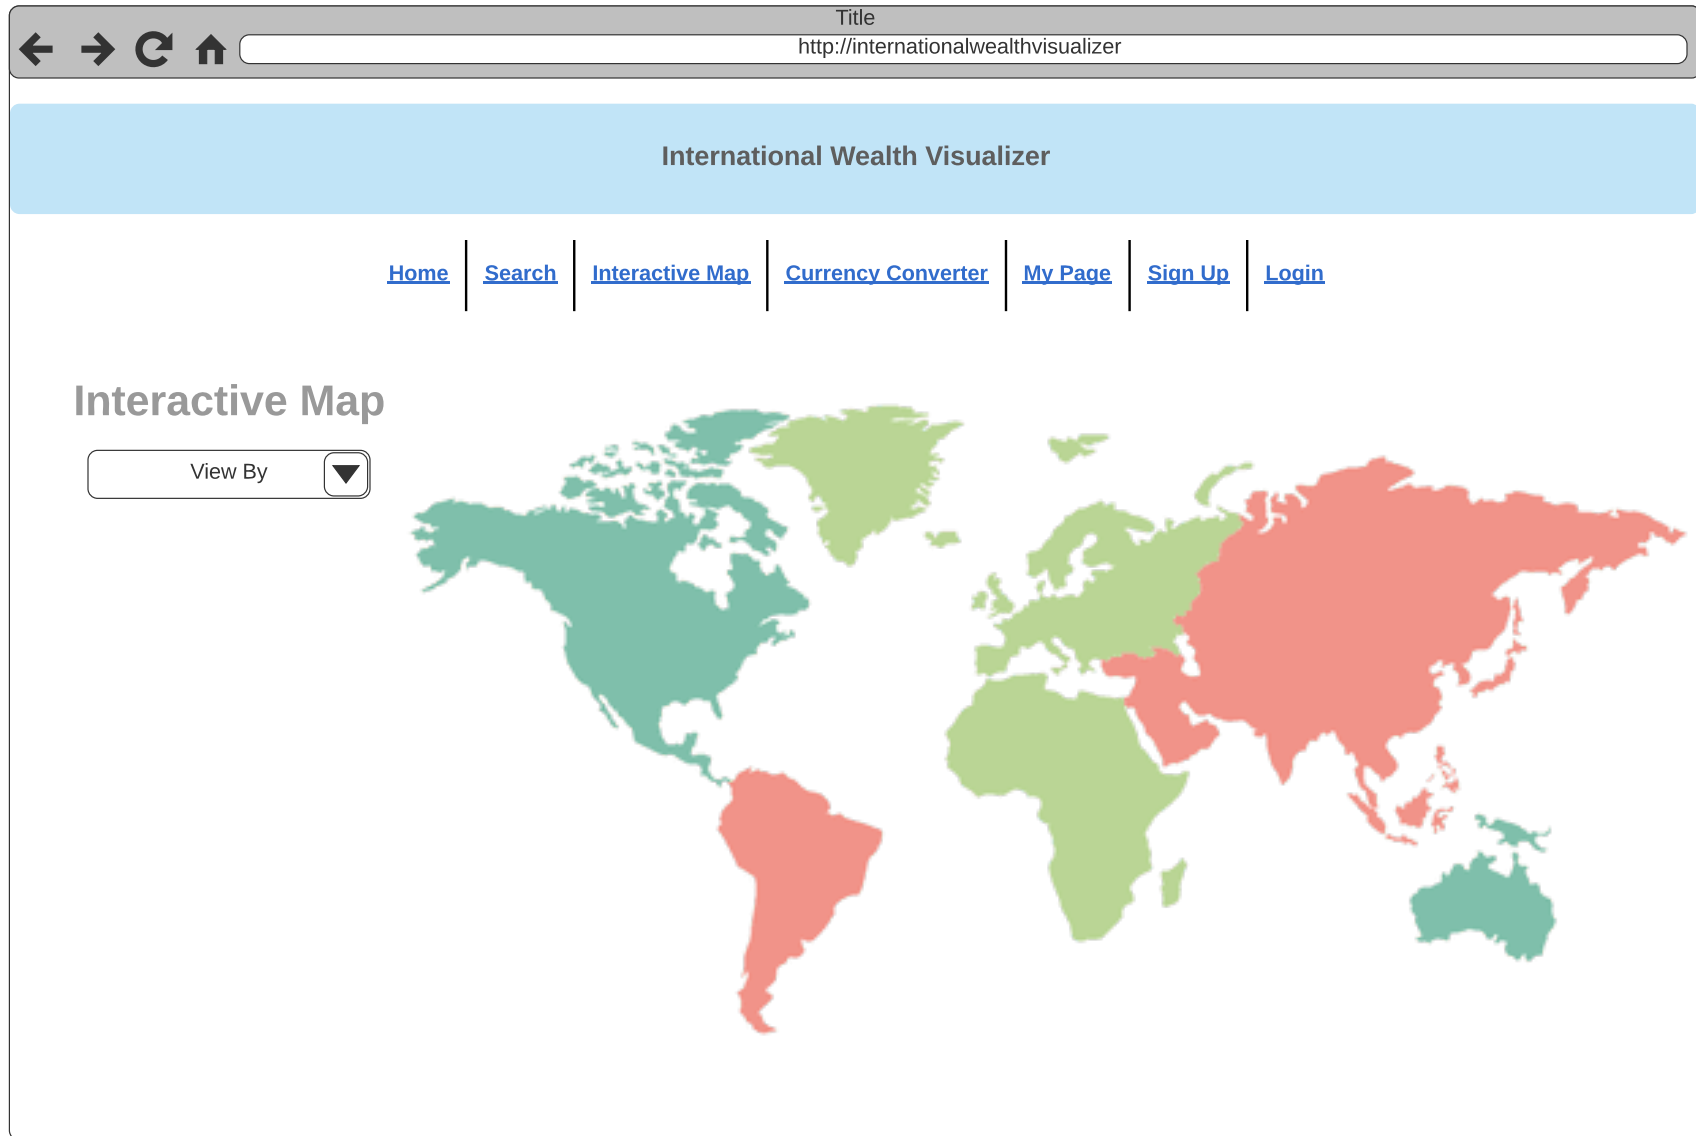 Title
http://internationalwealthvisualizer
International Wealth Visualizer
Home Search Interactive Map Currency Converter My Page Sign Up Login
Interactive Map
View By